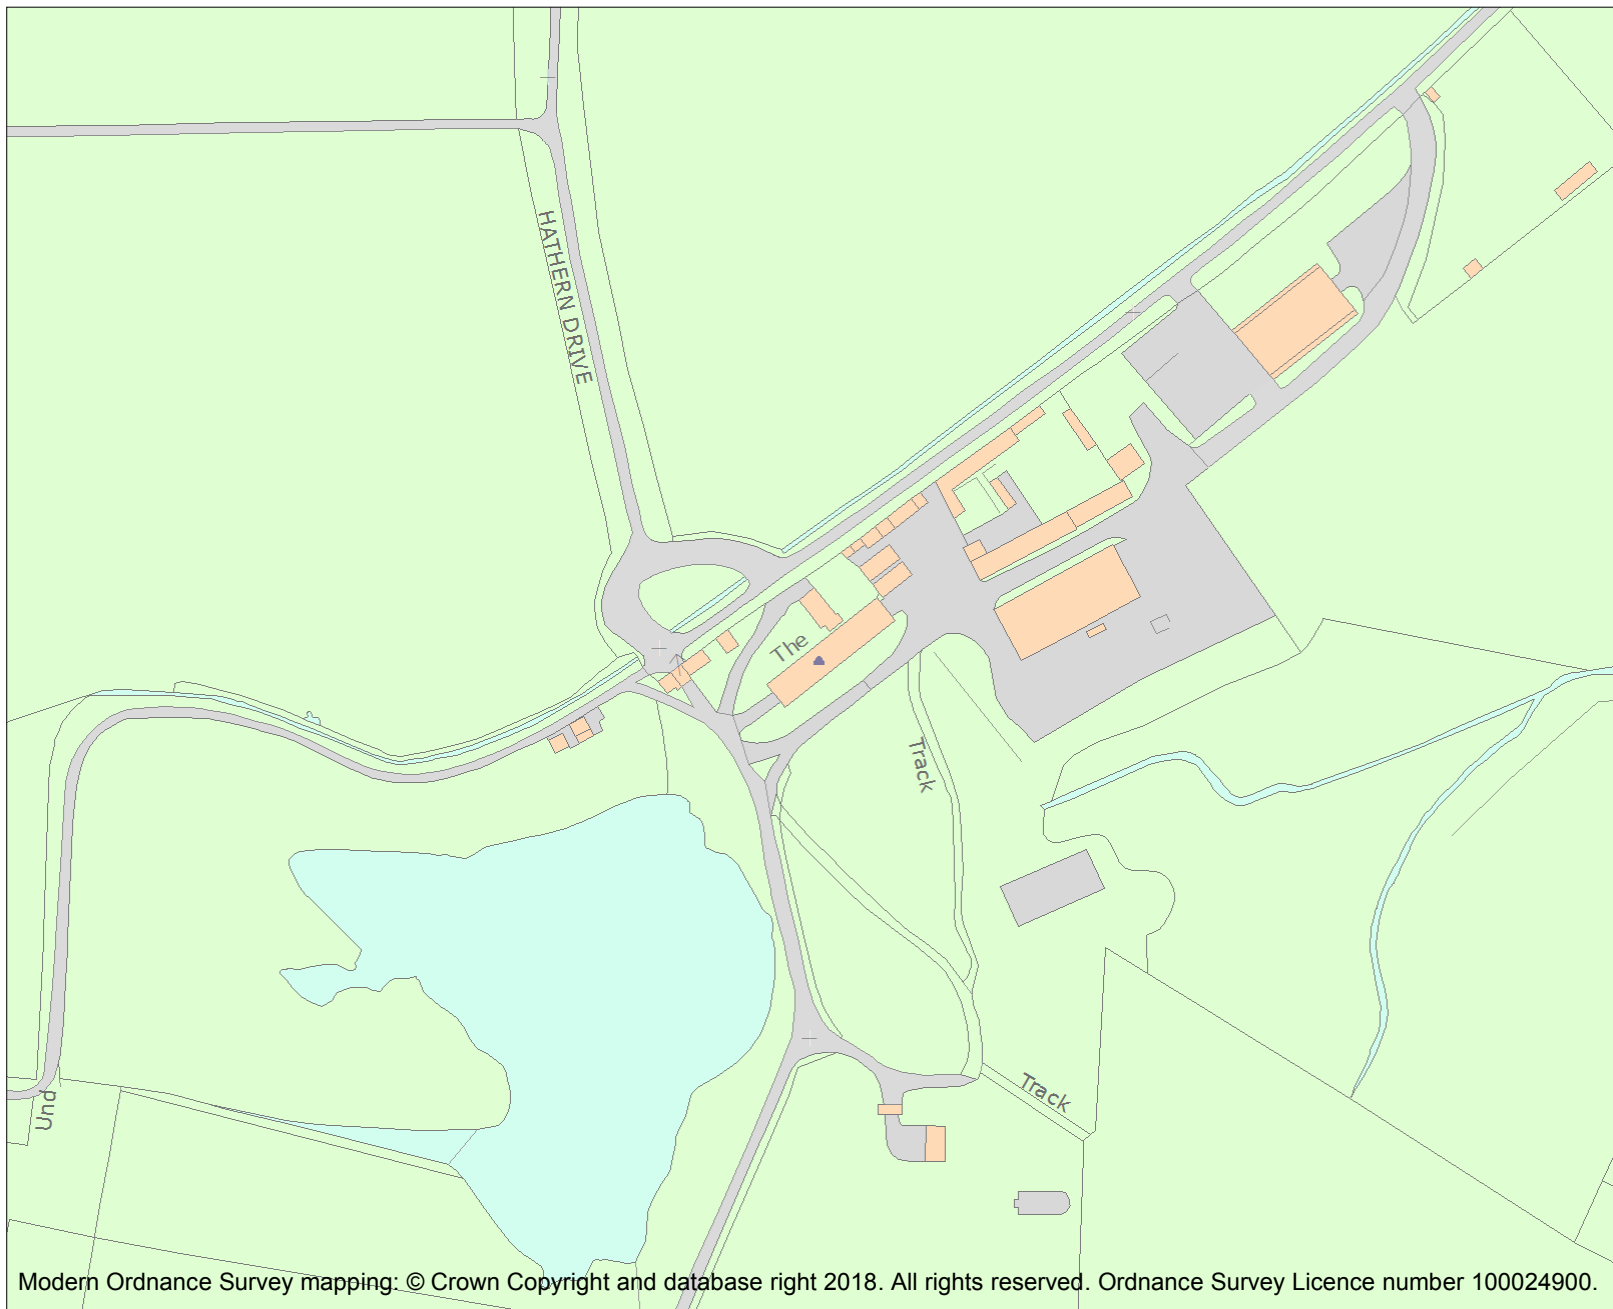 HATHERN DRIVE
The
Track
Track
Und
Modern Ordnance Survey mapping: © Crown Copyright and database right 2018. All rights reserved. Ordnance Survey Licence number 100024900.